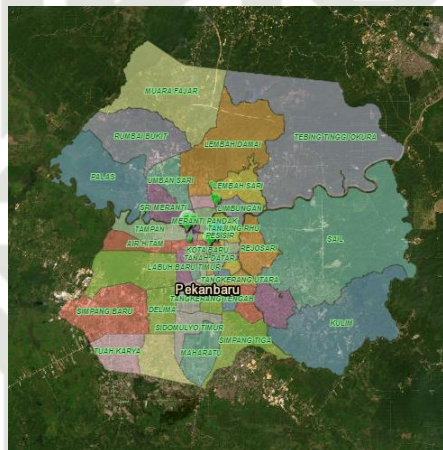 MUARA FAJAR
RUMBAI BUKIT
LEMBAH DAMAI
TEBING TINGGI OKURA
PALAS
UMBAN SARI
LEMBAH SARI
SRI MERANTI
LIMBUNGAN
MERANTI PANDAK
TAMPAN
TANJUNG RHU
PESISIR
SAIL
AIR HITAM
KOTA BARU
REJOSARI
TANAH DATAR
LABUH BARU TIMUR
TANGKERANG UTARA
Pekanbaru
TANGKERANG TENGAH
SIMPANG BARU
DELIMA
KULIM
SIDOMULYO TIMUR
SIMPANG TIGA
TUAH KARYA
MAHARATU